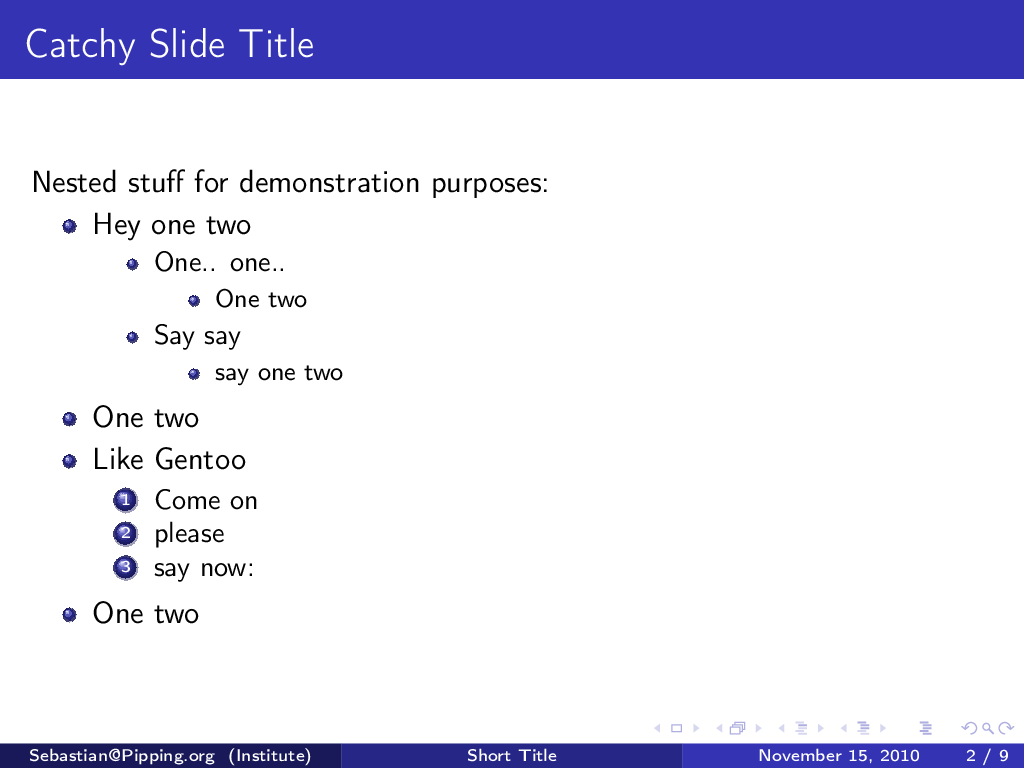 Catchy Slide Title
Nested stuff for demonstration purposes:
Hey one two
One.. one..
One two
Say say
say one two
One two
Like Gentoo
1 Come on
2 please
3 say now:
One two
Sebastian@Pipping.org (Institute) Short Title November 15, 2010 2 / 9